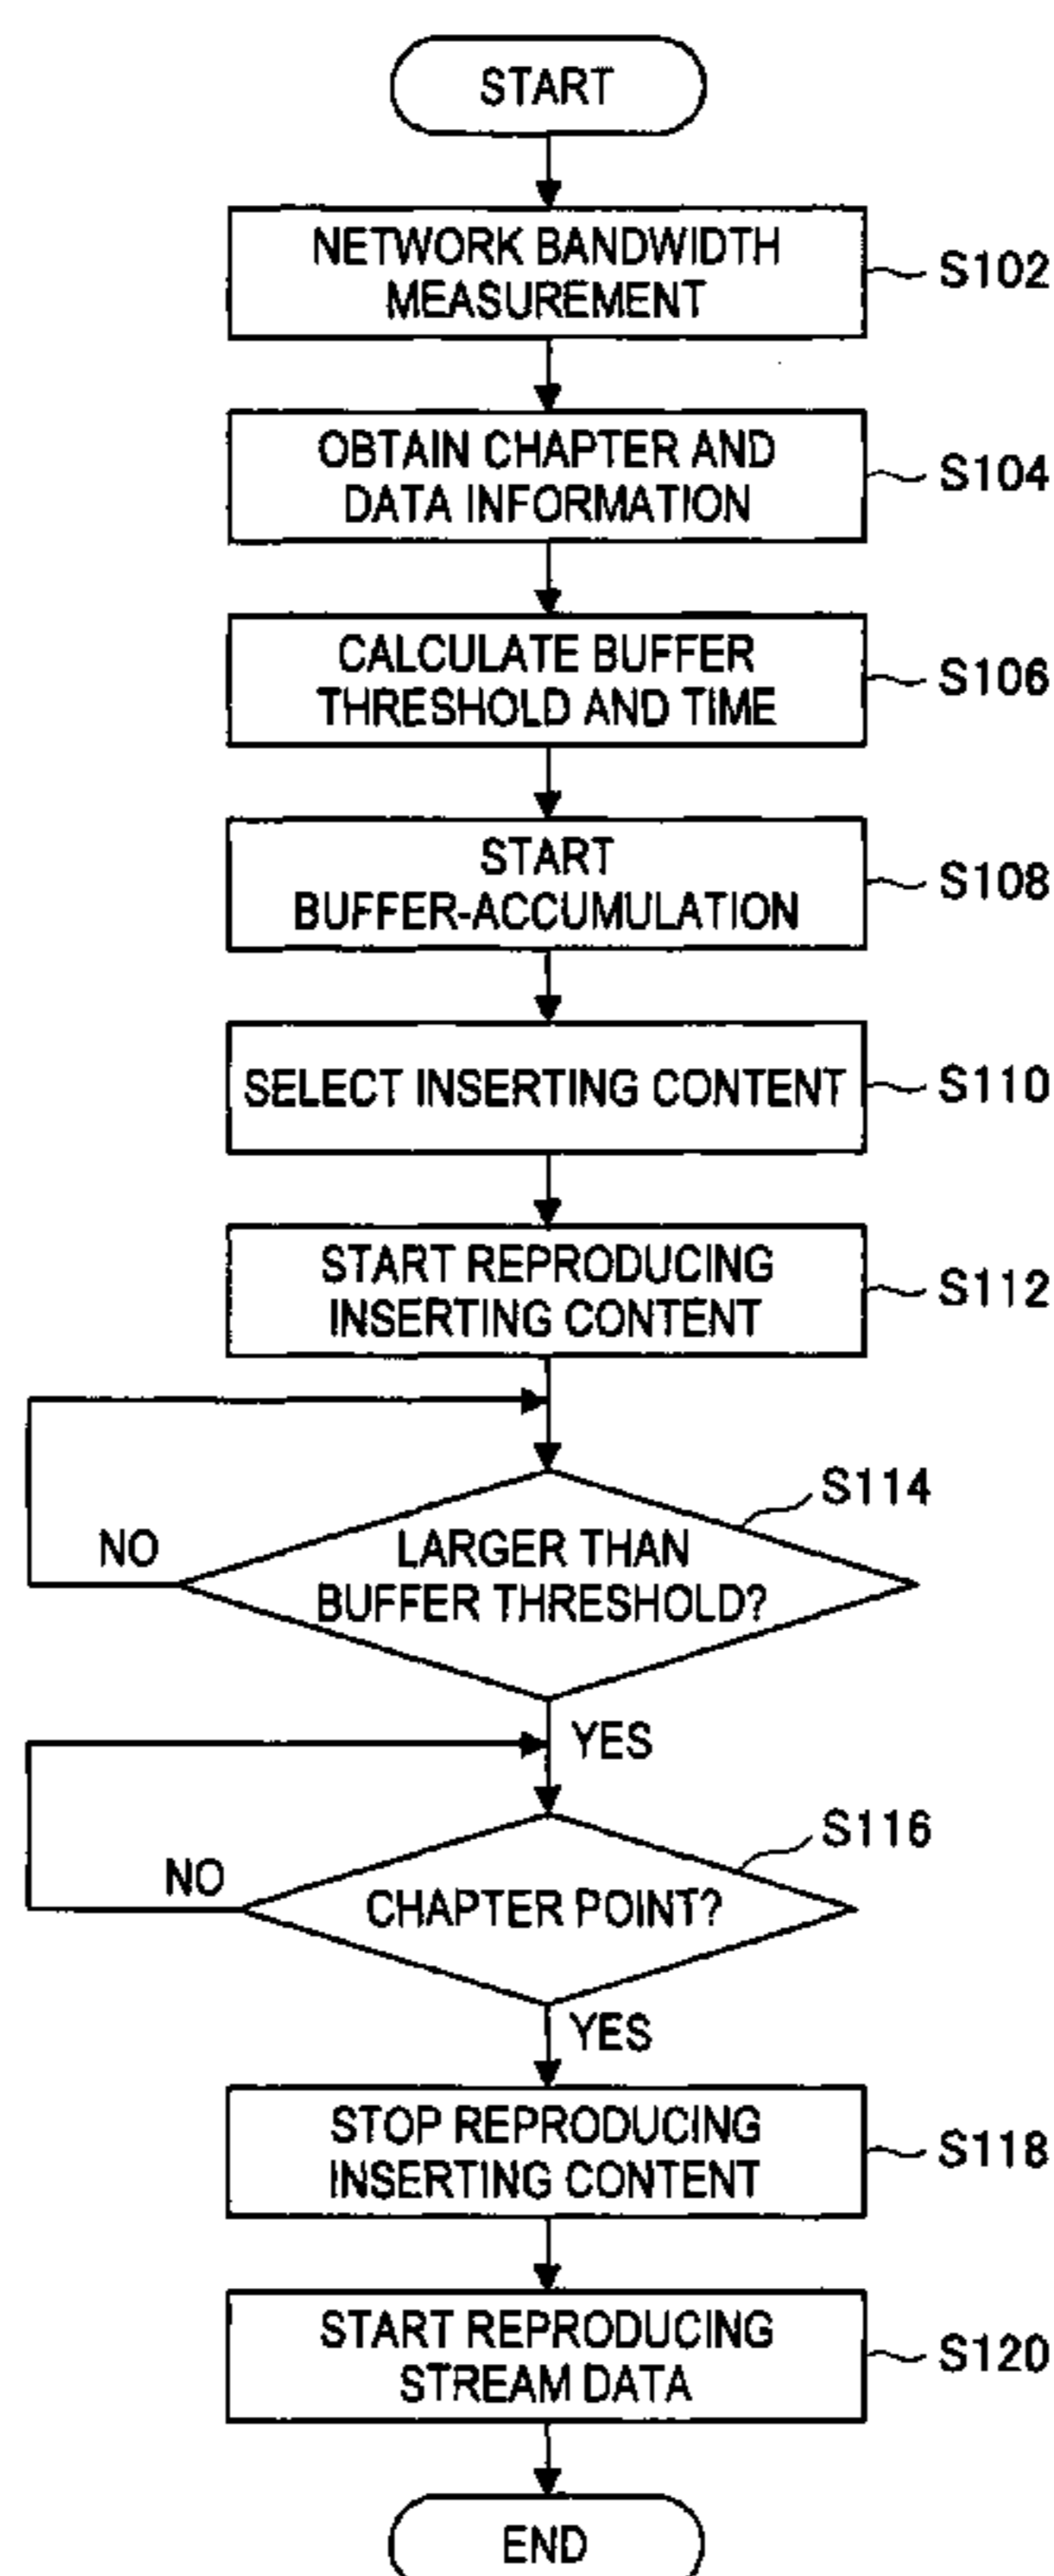 START
NETWORK BANDWIDTH
MEASUREMENT
S102
OBTAIN CHAPTER AND
DATA INFORMATION
S104
CALCULATE BUFFER
THRESHOLD AND TIME
S106
START
BUFFER-ACCUMULATION
S108
SELECT INSERTING CONTENT
S110
START REPRODUCING
INSERTING CONTENT
S112
S114
NO
LARGER THAN
BUFFER THRESHOLD?
YES
S116
NO
CHAPTER POINT?
YES
STOP REPRODUCING
INSERTING CONTENT
S118
START REPRODUCING
STREAM DATA
S120
END